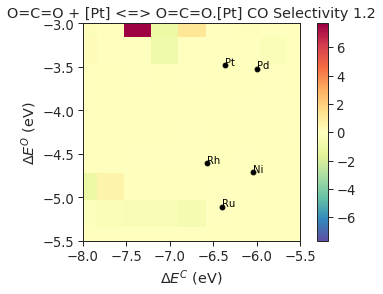 O=C=O + [Pt] <=> O=C=O.[Pt] CO Selectivity 1.2
−3.0
−3.5
−4.0
−4.5
−5.0
−5.5
ΔE^O (eV)
−8.0 −7.5 −7.0 −6.5 −6.0 −5.5
ΔE^C (eV)
Pt
Pd
Rh
Ni
Ru
6
4
2
0
−2
−4
−6